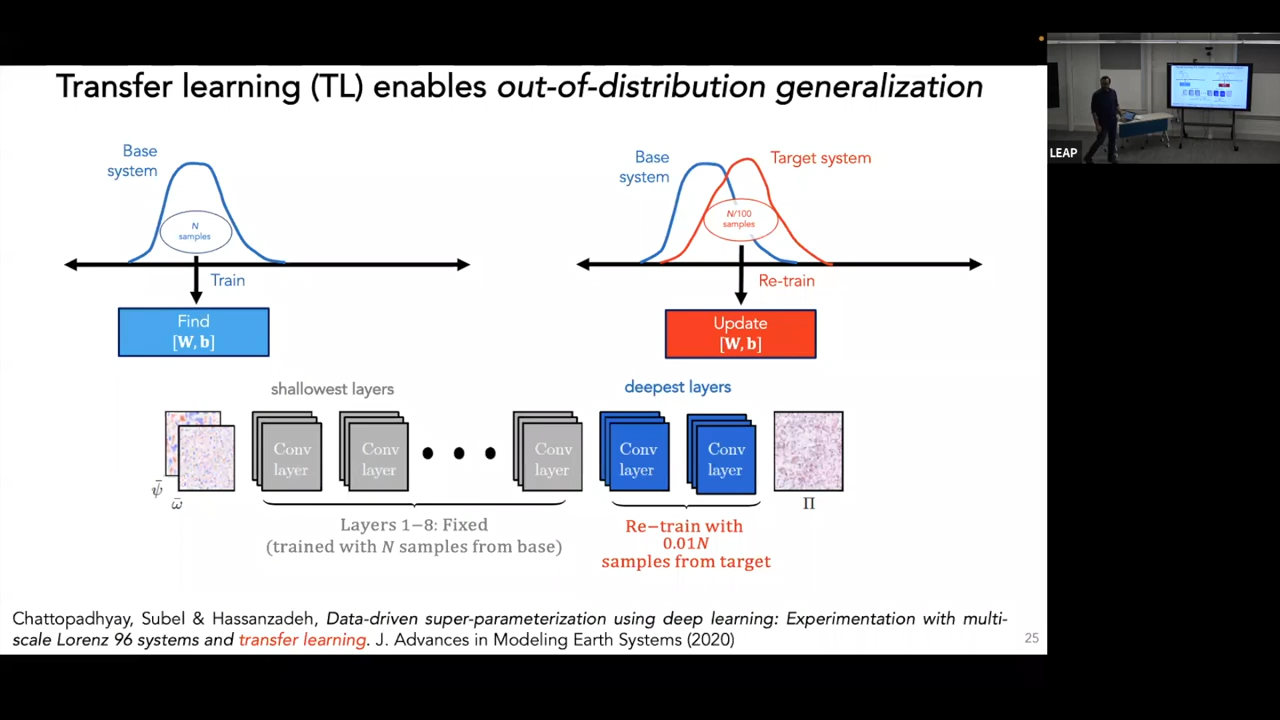 Transfer learning (TL) enables out-of-distribution generalization
LEAP
Base
system
N
samples
Train
Find
[W, b]
Base
system
Target system
N/100
samples
Re-train
Update
[W, b]
shallowest layers
deepest layers
Conv
layer
Conv
layer
Conv
layer
Conv
layer
Conv
layer
ψ̄
ω̄
Π
Layers 1−8: Fixed
(trained with N samples from base)
Re−train with
0.01N
samples from target
Chattopadhyay, Subel & Hassanzadeh, Data-driven super-parameterization using deep learning: Experimentation with multi-
scale Lorenz 96 systems and transfer learning. J. Advances in Modeling Earth Systems (2020)
25